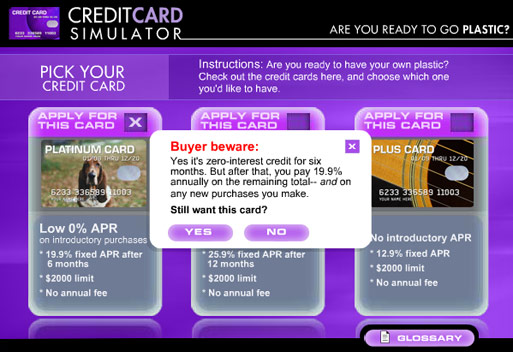 CREDIT CARD
CREDITCARD
SIMULATOR
ARE YOU READY TO GO PLASTIC?
PICK YOUR
CREDIT CARD
Instructions: Are you ready to have your own plastic?
Check out the credit cards here, and choose which one
you'd like to have.
APPLY FOR
THIS CARD X
PLATINUM CARD
01/09 THRU 12/20
6233 336589 11003
YOUR NAME HERE
Low 0% APR
on introductory purchases
* 19.9% fixed APR after
6 months
* $2000 limit
* No annual fee
APPLY FOR
THIS CARD
Buyer beware:
x
Yes it's zero-interest credit for six
months. But after that, you pay 19.9%
annually on the remaining total-- and on
any new purchases you make.
Still want this card?
YES
NO
* 25.9% fixed APR after
12 months
* $2000 limit
* No annual fee
APPLY FOR
THIS CARD
PLUS CARD
01/09 THRU 12/20
336589 11003
YOUR NAME HERE
No introductory APR
* 12.9% fixed APR
* $2000 limit
* No annual fee
GLOSSARY